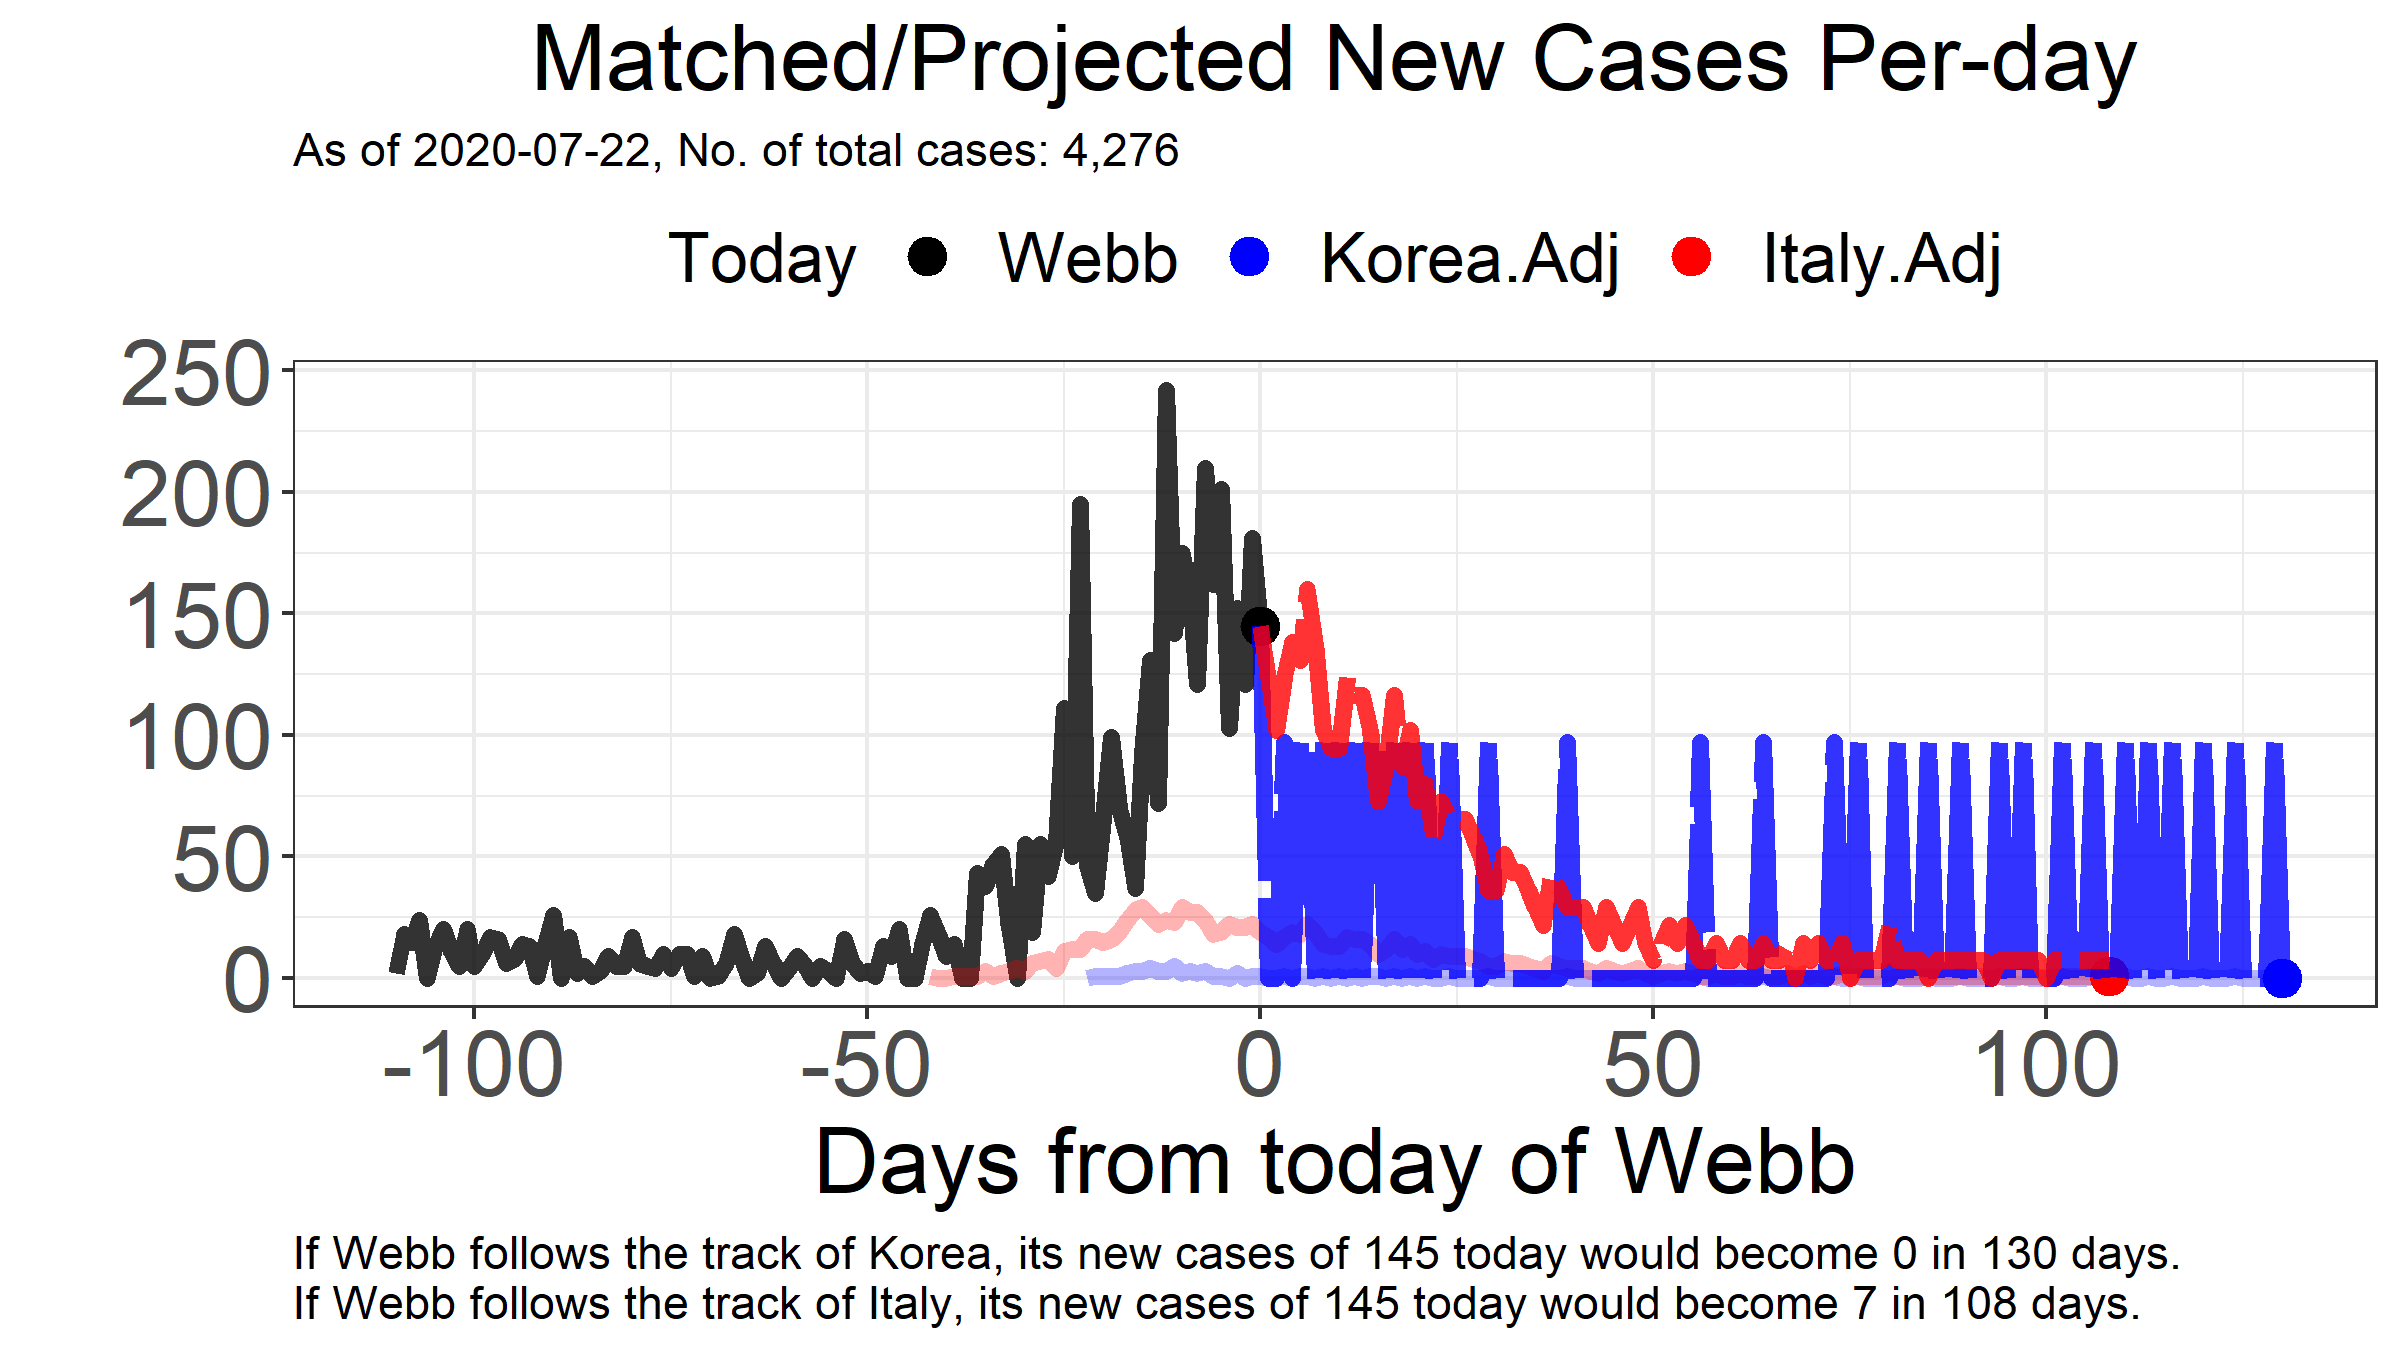 Matched/Projected New Cases Per-day
As of 2020-07-22, No. of total cases: 4,276
Today Webb Korea.Adj Italy.Adj
250
200
150
100
50
0
-100 -50 0 50 100
Days from today of Webb
If Webb follows the track of Korea, its new cases of 145 today would become 0 in 130 days.
If Webb follows the track of Italy, its new cases of 145 today would become 7 in 108 days.